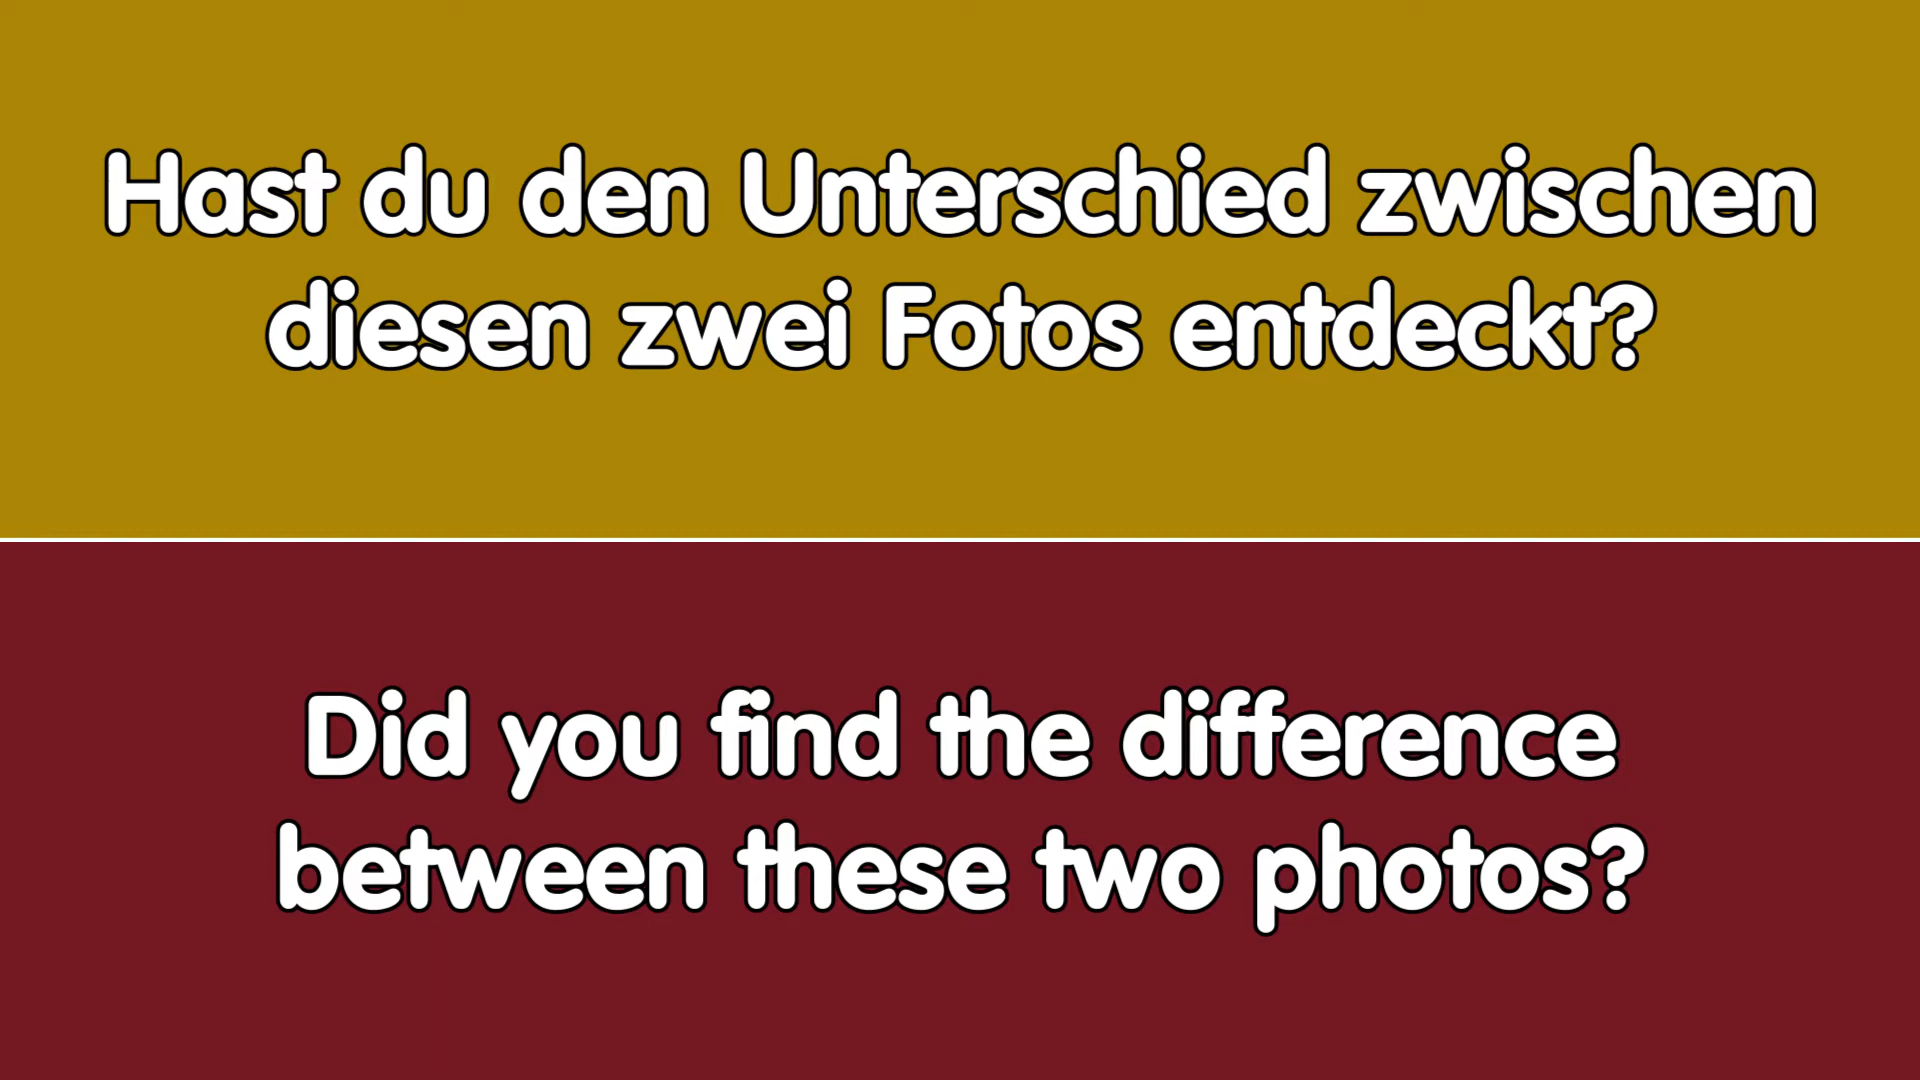 Hast du den Unterschied zwischen
diesen zwei Fotos entdeckt?
Did you find the difference
between these two photos?